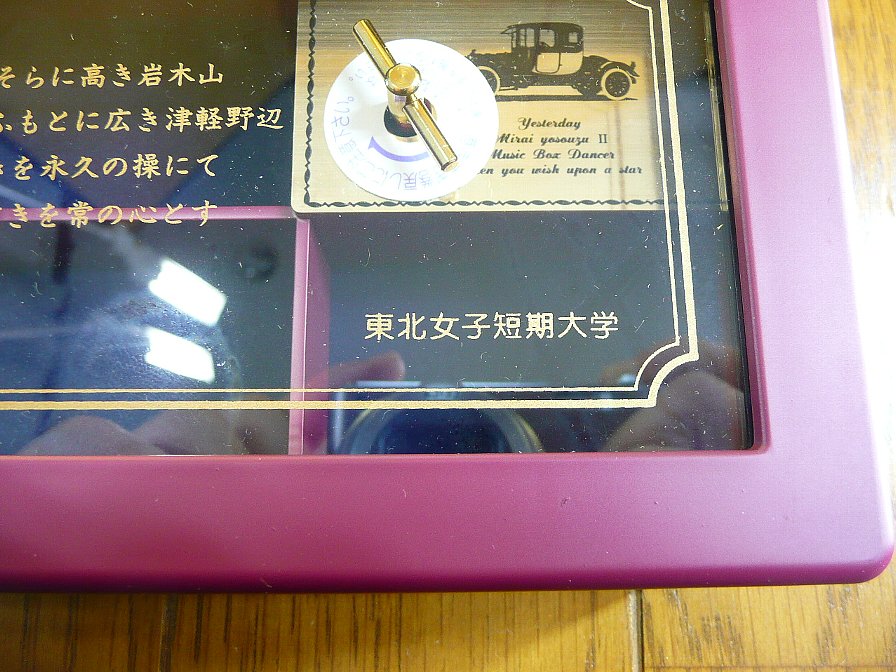 そらに高き岩木山
ふもとに広き津軽野辺
を永久の操にて
きを常の心とす
Yesterday
Mirai yosouzu II
Music Box Dancer
en you wish upon a star
東北女子短期大学